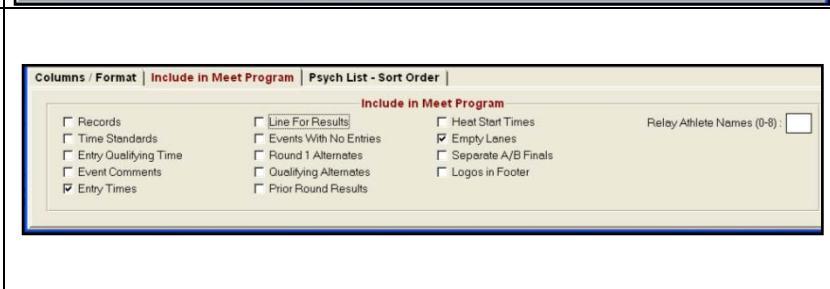 Columns / Format | Include in Meet Program | Psych List - Sort Order |
Include in Meet Program
Records
Time Standards
Entry Qualifying Time
Event Comments
Entry Times
Line For Results
Events With No Entries
Round 1 Alternates
Qualifying Alternates
Prior Round Results
Heat Start Times
Empty Lanes
Separate A/B Finals
Logos in Footer
Relay Athlete Names (0-8) :